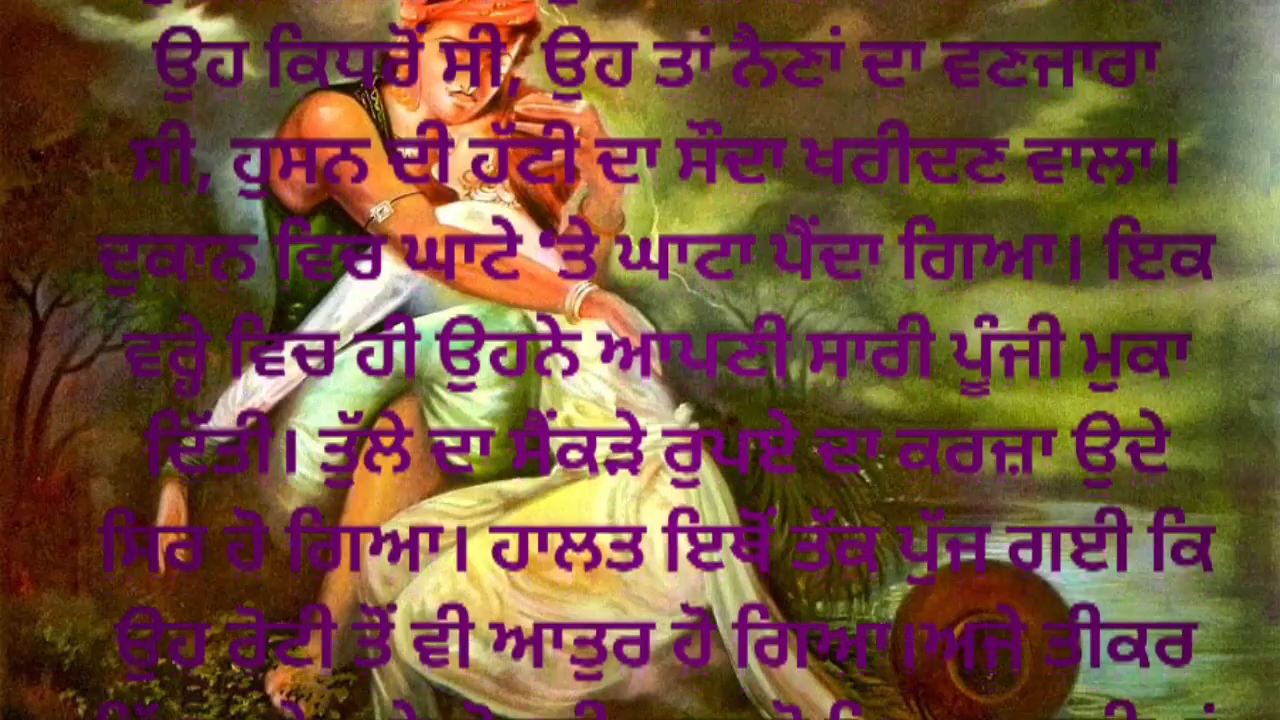 ਉਹ ਕਿਧਰੋਂ ਸੀ, ਉਹ ਤਾਂ ਨੈਣਾਂ ਦਾ ਵਣਜਾਰਾ
ਸੀ, ਹੁਸਨ ਦੀ ਹੱਟੀ ਦਾ ਸੌਦਾ ਖਰੀਦਣ ਵਾਲਾ।
ਦੁਕਾਨ ਵਿਚ ਘਾਟੇ 'ਤੇ ਘਾਟਾ ਪੈਂਦਾ ਗਿਆ। ਇਕ
ਵਰ੍ਹੇ ਵਿਚ ਹੀ ਉਹਨੇ ਆਪਣੀ ਸਾਰੀ ਪੂੰਜੀ ਮੁਕਾ
ਦਿੱਤੀ। ਤੁੱਲੇ ਦਾ ਸੈਂਕੜੇ ਰੁਪਏ ਦਾ ਕਰਜ਼ਾ ਉਦੇ
ਸਿਰ ਹੋ ਗਿਆ। ਹਾਲਤ ਇਥੋਂ ਤੱਕ ਪੁੱਜ ਗਈ ਕਿ
ਉਹ ਰੋਟੀ ਤੋਂ ਵੀ ਆਤੁਰ ਹੋ ਗਿਆ।ਅਜੇ ਤੀਕਰ